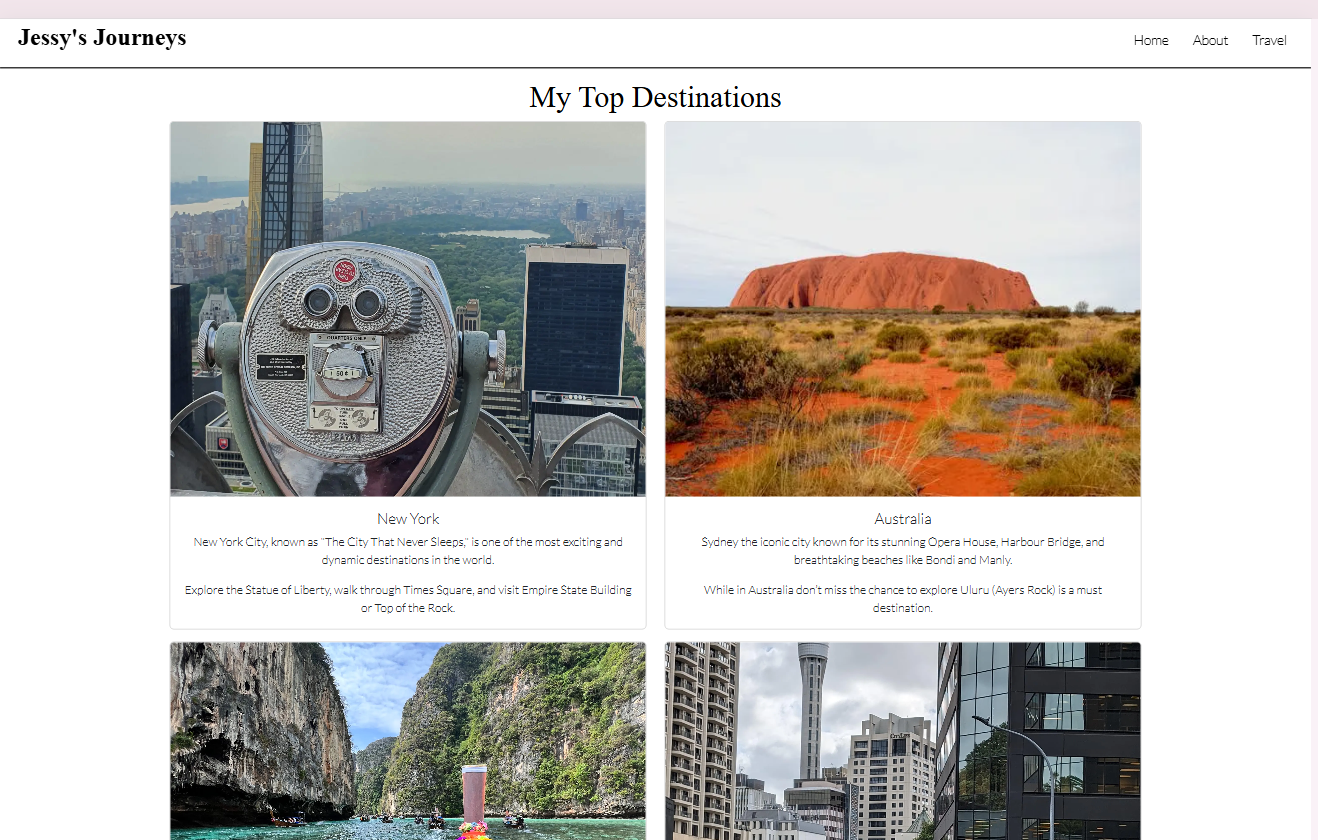 Jessy's Journeys
Home About Travel
My Top Destinations
QUARTERS ONLY
50¢
New York
New York City, known as "The City That Never Sleeps," is one of the most exciting and
dynamic destinations in the world.
Explore the Statue of Liberty, walk through Times Square, and visit Empire State Building
or Top of the Rock.
Australia
Sydney the iconic city known for its stunning Opera House, Harbour Bridge, and
breathtaking beaches like Bondi and Manly.
While in Australia don't miss the chance to explore Uluru (Ayers Rock) is a must
destination.